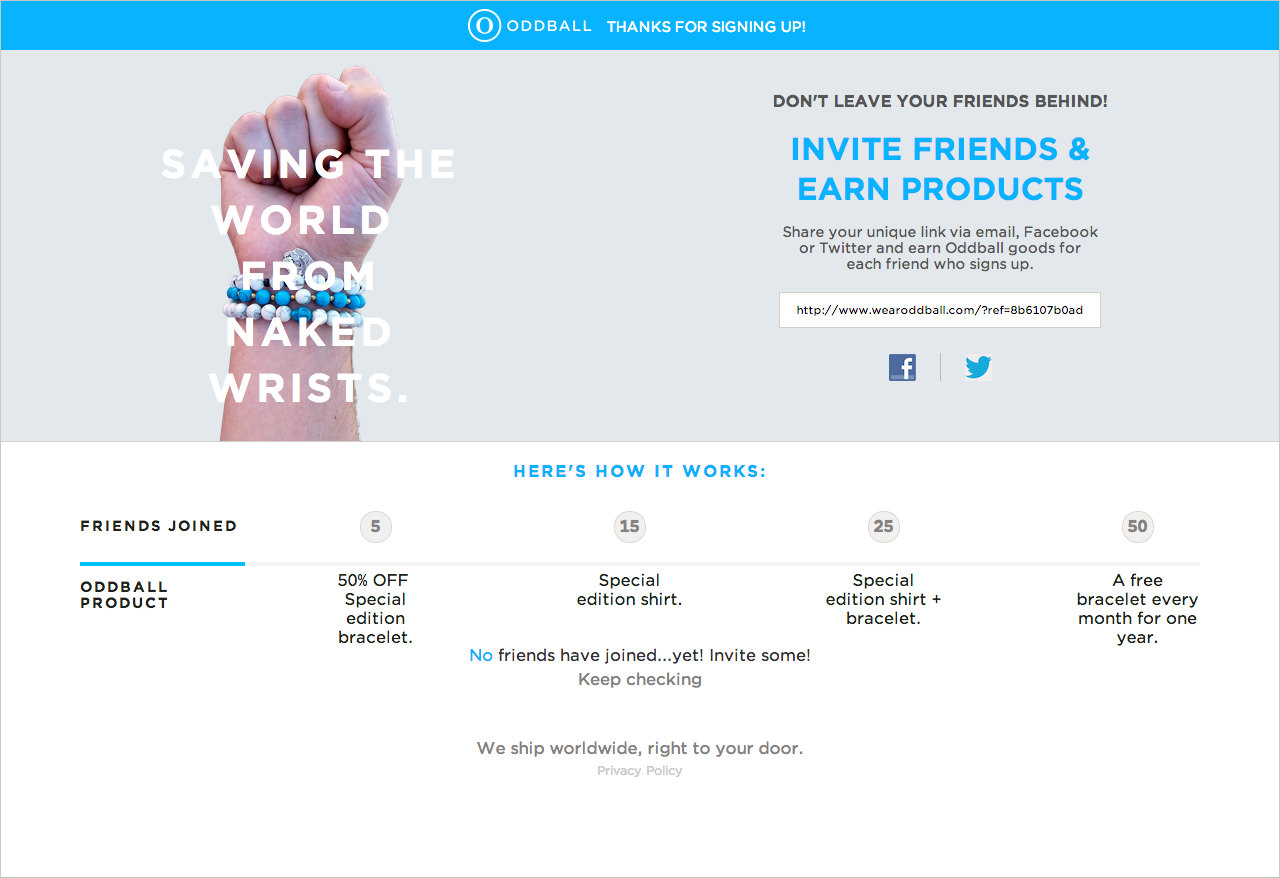 ODDBALL THANKS FOR SIGNING UP!
SAVING THE
WORLD
FROM
NAKED
WRISTS.
DON'T LEAVE YOUR FRIENDS BEHIND!
INVITE FRIENDS &
EARN PRODUCTS
Share your unique link via email, Facebook
or Twitter and earn Oddball goods for
each friend who signs up.
http://www.wearoddball.com/?ref=8b6107b0ad
HERE'S HOW IT WORKS:
FRIENDS JOINED
5
15
25
50
ODDBALL
PRODUCT
50% OFF
Special
edition
bracelet.
Special
edition shirt.
Special
edition shirt +
bracelet.
A free
bracelet every
month for one
year.
No friends have joined...yet! Invite some!
Keep checking
We ship worldwide, right to your door.
Privacy Policy